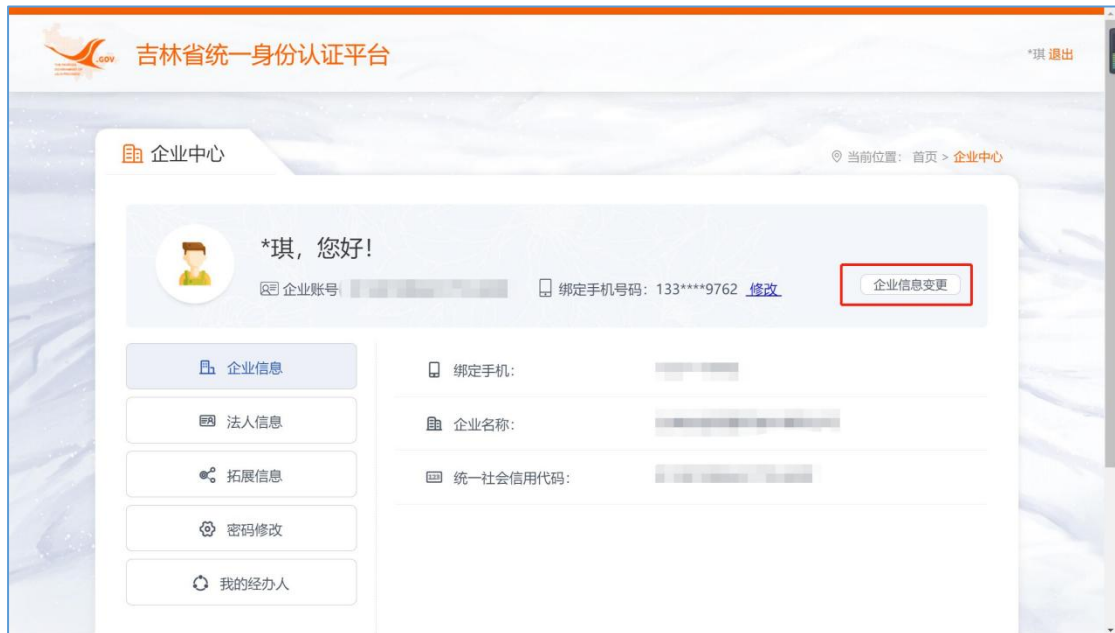 .GOV 吉林省统一身份认证平台
*琪 退出
企业中心
当前位置: 首页 > 企业中心
*琪, 您好!
企业账号
绑定手机号码: 133****9762 修改
企业信息变更
企业信息
法人信息
拓展信息
密码修改
我的经办人
绑定手机:
企业名称:
统一社会信用代码: